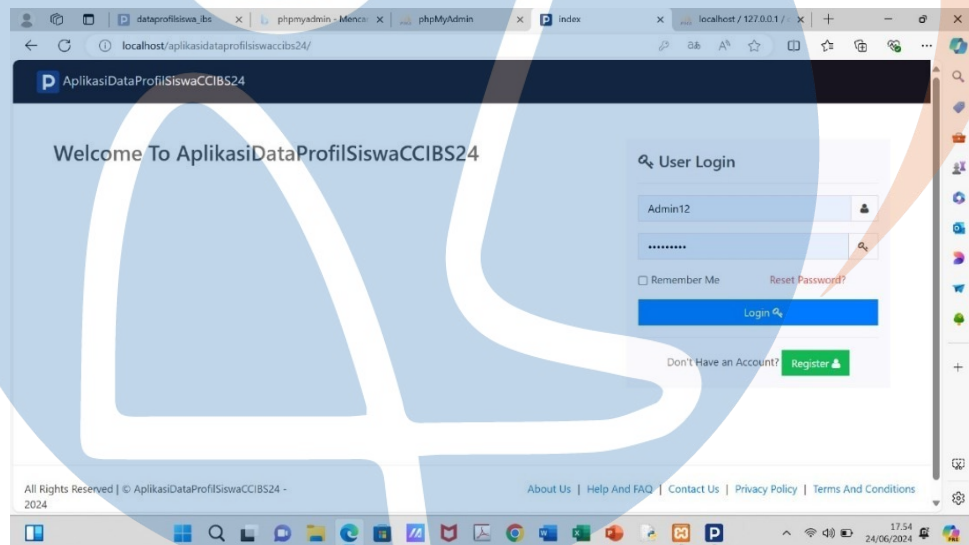 dataprofilsiswa_ibs
phpmyadmin - Mencar
phpMyAdmin
index
localhost / 127.0.0.1 /
localhost/aplikasidataprofilsiswaccibs24/
AplikasiDataProfilSiswaCCIBS24
Welcome To AplikasiDataProfilSiswaCCIBS24
User Login
Admin12
•••••••••
Remember Me Reset Password?
Login
Don't Have an Account? Register
All Rights Reserved | © AplikasiDataProfilSiswaCCIBS24 -
2024
About Us | Help And FAQ | Contact Us | Privacy Policy | Terms And Conditions
17.54
24/06/2024